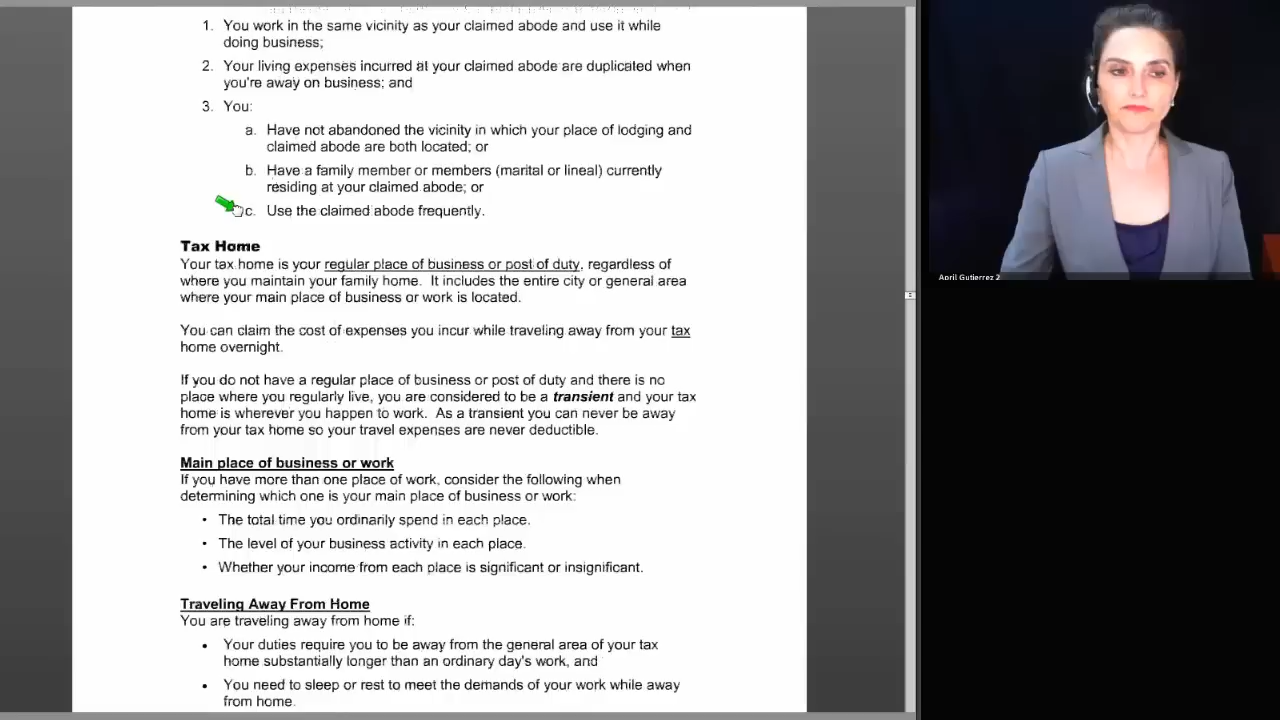 1. You work in the same vicinity as your claimed abode and use it while
doing business;
2. Your living expenses incurred at your claimed abode are duplicated when
you're away on business; and
3. You:
a. Have not abandoned the vicinity in which your place of lodging and
claimed abode are both located; or
b. Have a family member or members (marital or lineal) currently
residing at your claimed abode; or
c. Use the claimed abode frequently.
Tax Home
Your tax home is your regular place of business or post of duty, regardless of
where you maintain your family home. It includes the entire city or general area
where your main place of business or work is located.
You can claim the cost of expenses you incur while traveling away from your tax
home overnight.
If you do not have a regular place of business or post of duty and there is no
place where you regularly live, you are considered to be a transient and your tax
home is wherever you happen to work. As a transient you can never be away
from your tax home so your travel expenses are never deductible.
Main place of business or work
If you have more than one place of work, consider the following when
determining which one is your main place of business or work:
• The total time you ordinarily spend in each place.
• The level of your business activity in each place.
• Whether your income from each place is significant or insignificant.
Traveling Away From Home
You are traveling away from home if:
• Your duties require you to be away from the general area of your tax
home substantially longer than an ordinary day's work, and
• You need to sleep or rest to meet the demands of your work while away
from home.
April Gutierrez 2